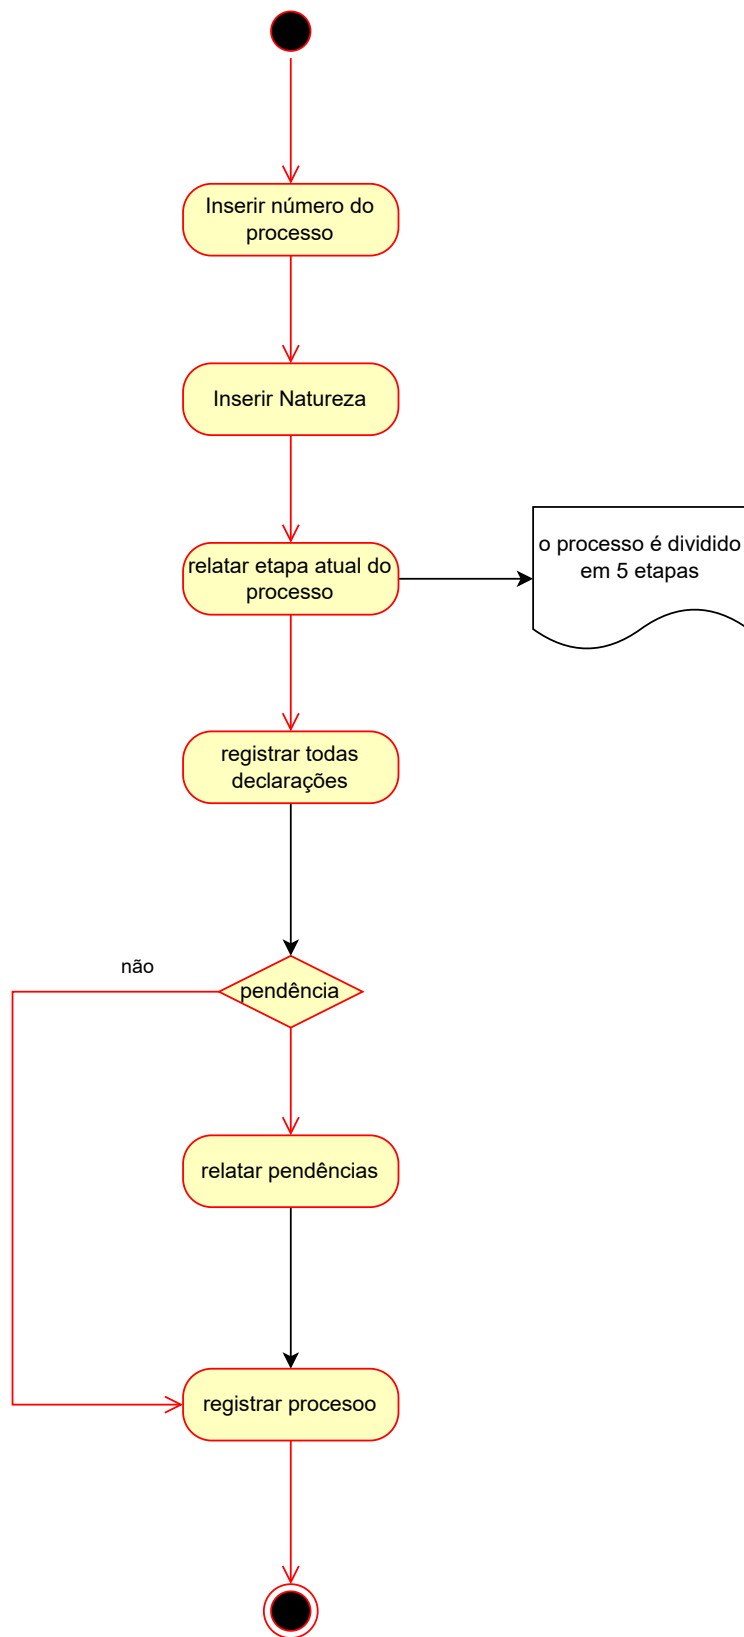 Inserir número do
processo
Inserir Natureza
relatar etapa atual do
processo
o processo é dividido
em 5 etapas
registrar todas
declarações
não
pendência
relatar pendências
registrar procesoo